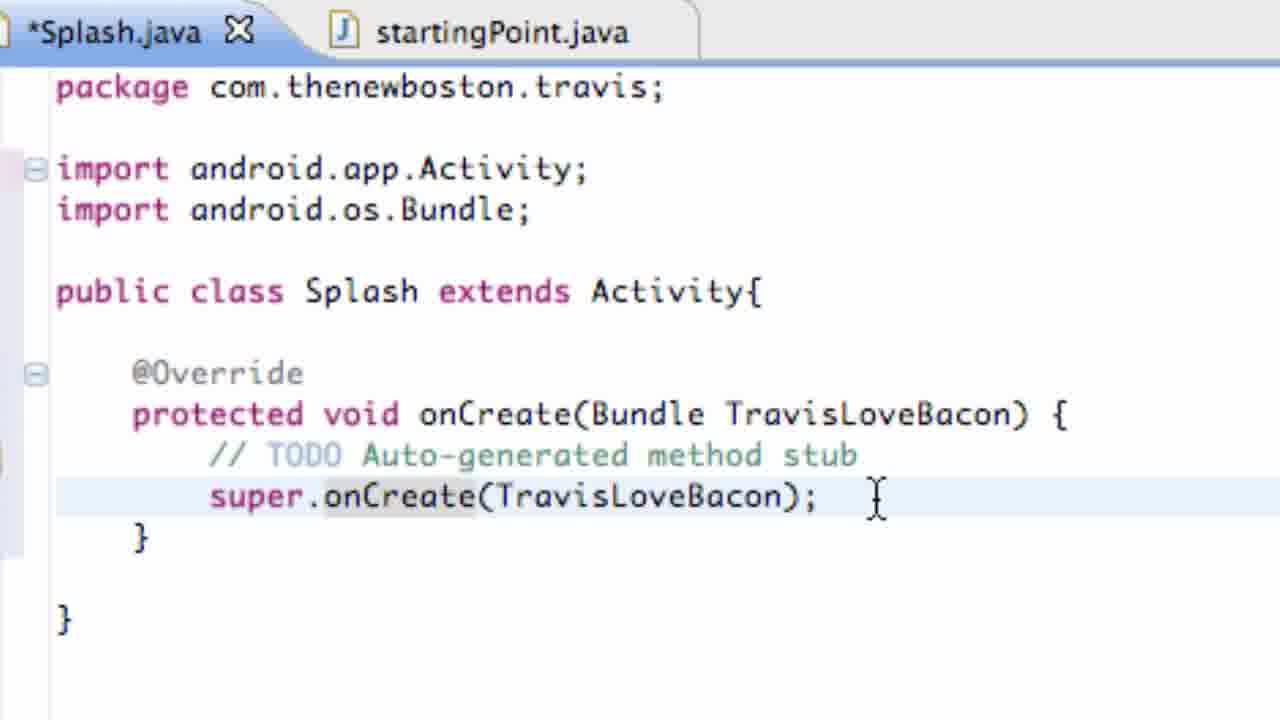 *Splash.java startingPoint.java
package com.thenewboston.travis;
import android.app.Activity;
import android.os.Bundle;
public class Splash extends Activity{
@Override
protected void onCreate(Bundle TravisLoveBacon) {
// TODO Auto-generated method stub
super.onCreate(TravisLoveBacon);
}
}